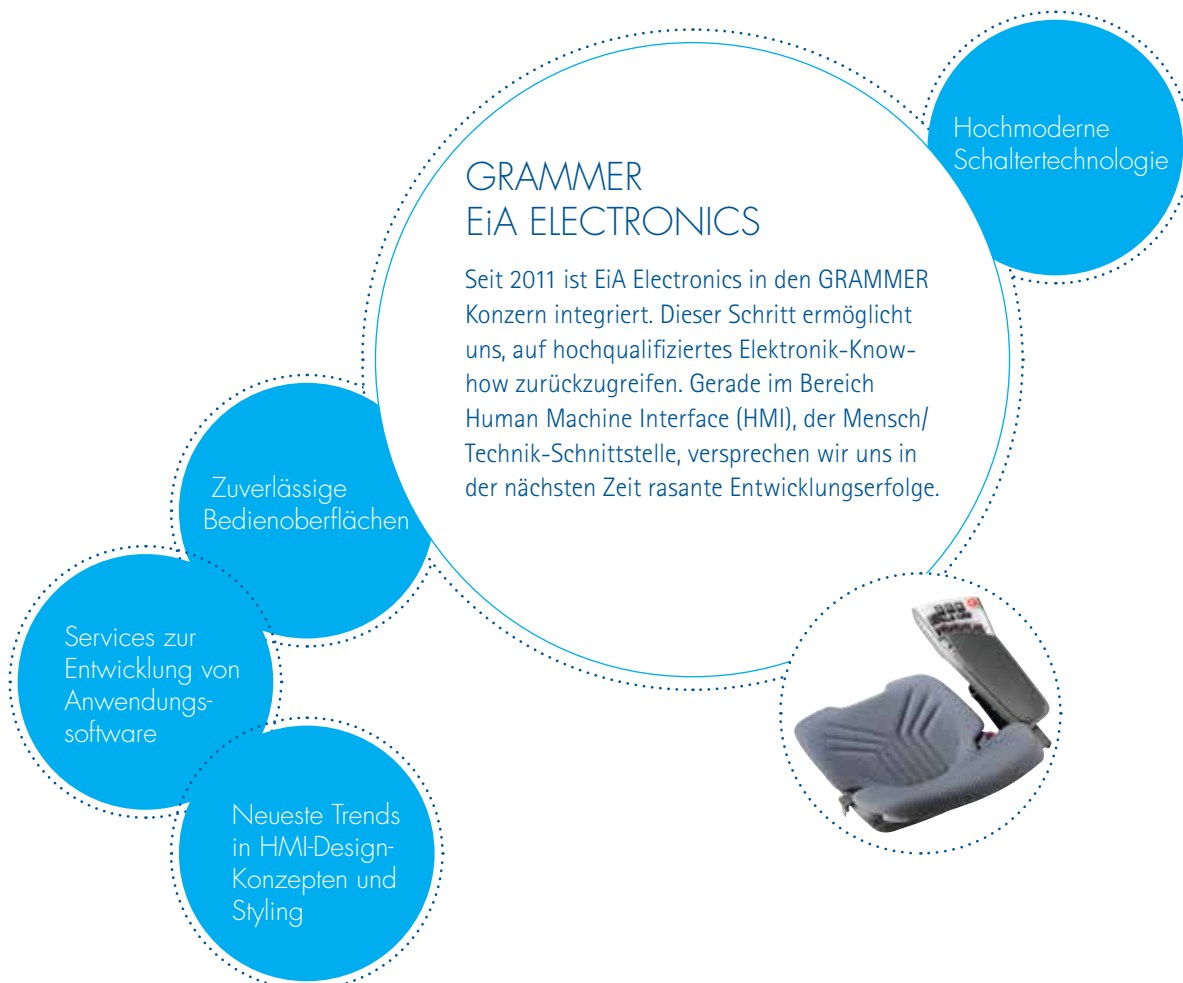 GRAMMER
EiA ELECTRONICS
Seit 2011 ist EiA Electronics in den GRAMMER
Konzern integriert. Dieser Schritt ermöglicht
uns, auf hochqualifiziertes Elektronik-Know-
how zurückzugreifen. Gerade im Bereich
Human Machine Interface (HMI), der Mensch/
Technik-Schnittstelle, versprechen wir uns in
der nächsten Zeit rasante Entwicklungserfolge.
Hochmoderne
Schaltertechnologie
Zuverlässige
Bedienoberflächen
Services zur
Entwicklung von
Anwendungs-
software
Neueste Trends
in HMI-Design-
Konzepten und
Styling